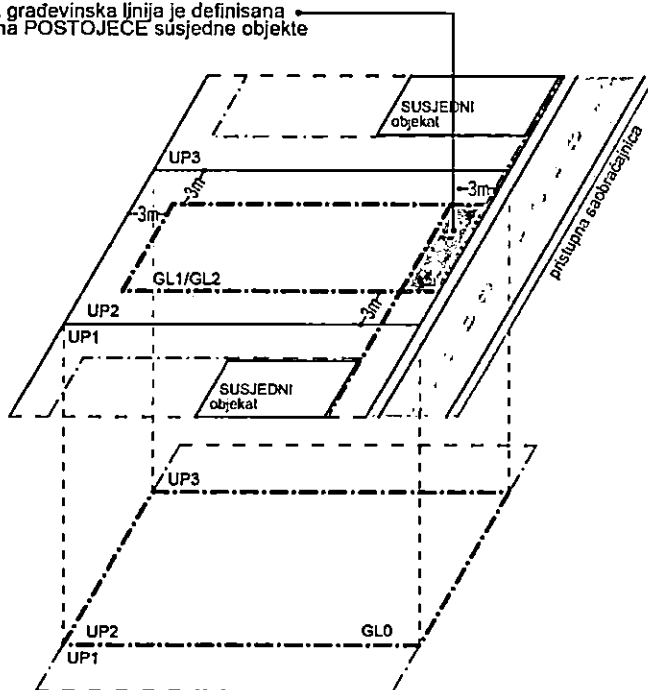 građevinska linija je definisana
na POSTOJEĆE susjedne objekte
SUSJEDNI
objekat
UP3
3m
3m
3m
GL1/GL2
3m
UP2
UP1
SUSJEDNI
objekat
pristupna saobraćajnica
UP3
UP2
GL0
UP1